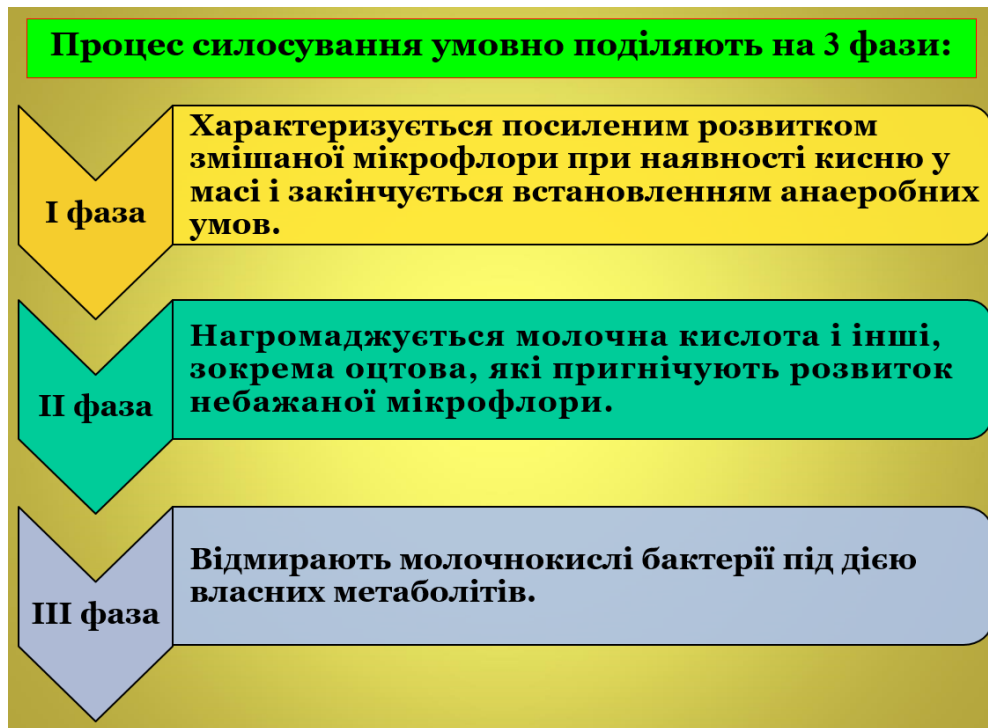 Процес силосування умовно поділяють на 3 фази:
І фаза
Характеризується посиленим розвитком
змішаної мікрофлори при наявності кисню у
масі і закінчується встановленням анаеробних
умов.
ІІ фаза
Нагромаджується молочна кислота і інші,
зокрема оцтова, які пригнічують розвиток
небажаної мікрофлори.
ІІІ фаза
Відмирають молочнокислі бактерії під дією
власних метаболітів.